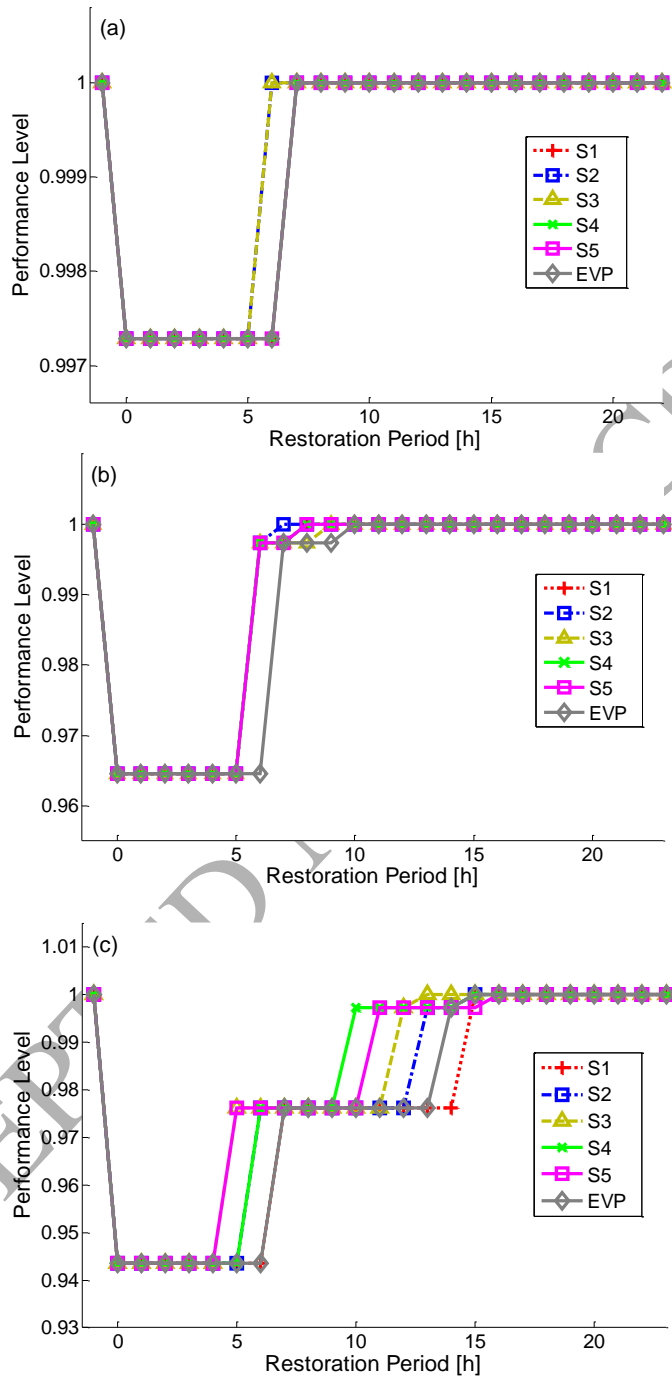 (a)
1
0.999
0.998
0.997
Performance Level
0 5 10 15 20
Restoration Period [h]
S1
S2
S3
S4
S5
EVP
(b)
1
0.99
0.98
0.97
0.96
Performance Level
0 5 10 15 20
Restoration Period [h]
S1
S2
S3
S4
S5
EVP
(c)
1.01
1
0.99
0.98
0.97
0.96
0.95
0.94
0.93
Performance Level
0 5 10 15 20
Restoration Period [h]
S1
S2
S3
S4
S5
EVP